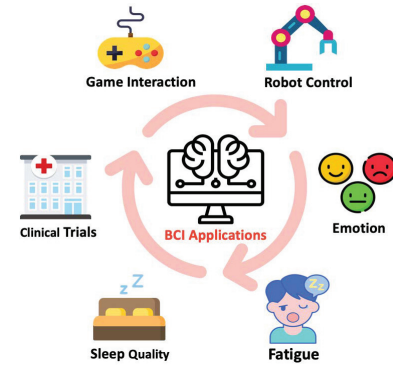 Game Interaction
Robot Control
Clinical Trials
BCI Applications
Emotion
z Z
Z z
Sleep Quality
Fatigue